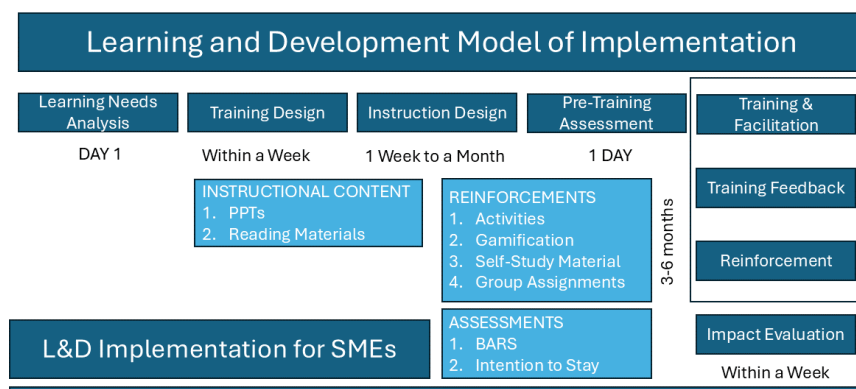 Learning and Development Model of Implementation
Learning Needs
Analysis
Training Design
Instruction Design
Pre-Training
Assessment
Training &
Facilitation
DAY 1
Within a Week
1 Week to a Month
1 DAY
INSTRUCTIONAL CONTENT
1. PPTs
2. Reading Materials
REINFORCEMENTS
1. Activities
2. Gamification
3. Self-Study Material
4. Group Assignments
3-6 months
Training Feedback
Reinforcement
L&D Implementation for SMEs
ASSESSMENTS
1. BARS
2. Intention to Stay
Impact Evaluation
Within a Week